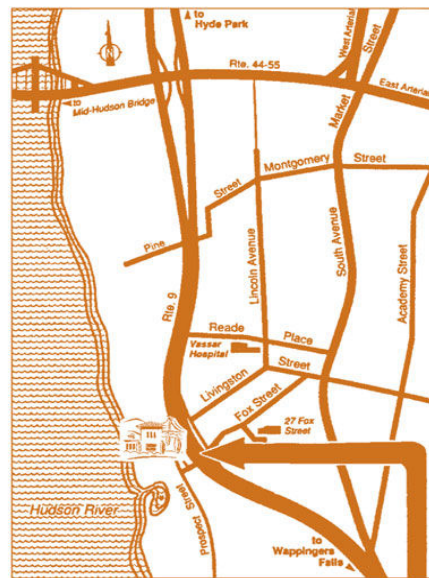 to
Hyde Park
N
West Arterial
Street
Rte. 44-55
East Arterial
to
Mid-Hudson Bridge
Market
Montgomery Street
Street
Pine
Lincoln Avenue
South Avenue
Academy Street
Rte. 9
Reade Place
Vassar
Hospital
Street
Livingston
Fox Street
27 Fox
Street
Hudson River
Prospect Street
to
Wappingers
Falls